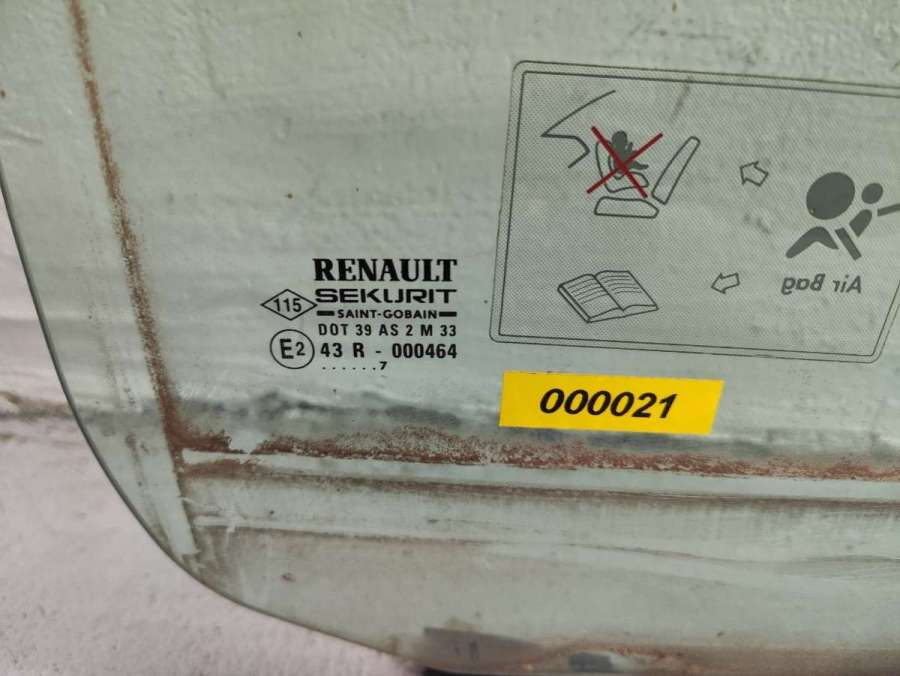 RENAULT
115
SEKURIT
SAINT-GOBAIN
DOT 39 AS 2 M 33
E2 43 R - 000464
......7
000021
Air Bag